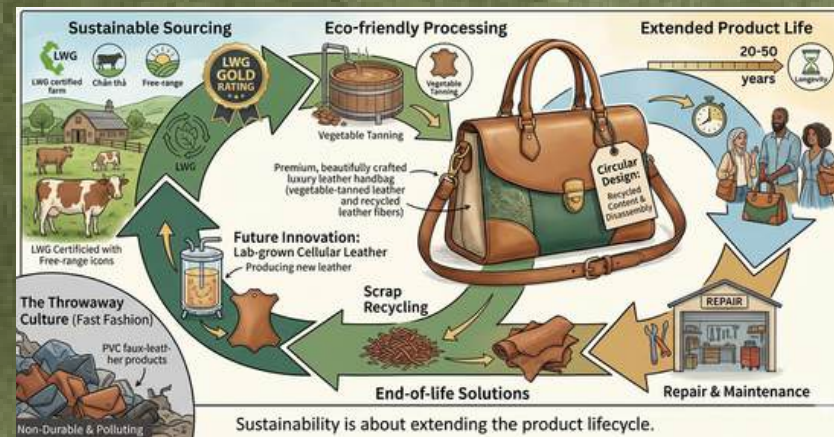 Sustainable Sourcing
LWG
LWG certified
farm
Chăn thả
Free-range
LWG
GOLD
RATING
LWG
LWG Certificied with
Free-range icons
Eco-friendly Processing
Vegetable
Tanning
Vegetable Tanning
Premium, beautifully crafted
luxury leather handbag
(vegetable-tanned leather
and recycled
leather fibers)
Circular
Design:
Recycled
Content &
Disassembly
Extended Product Life
20-50
years
Longevity
Future Innovation:
Lab-grown Cellular Leather
Producing new leather
Scrap
Recycling
REPAIR
Repair & Maintenance
End-of-life Solutions
The Throwaway
Culture (Fast Fashion)
PVC faux-leat-
her products
Non-Durable & Polluting
Sustainability is about extending the product lifecycle.